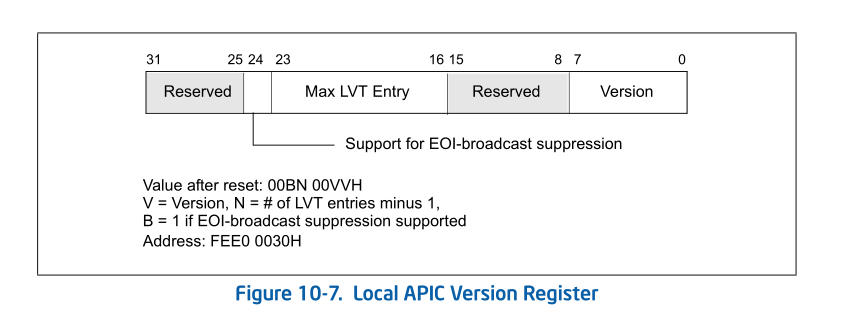 31 25 24 23 16 15 8 7 0
Reserved Max LVT Entry Reserved Version
Support for EOI-broadcast suppression
Value after reset: 00BN 00VVH
V = Version, N = # of LVT entries minus 1,
B = 1 if EOI-broadcast suppression supported
Address: FEE0 0030H
Figure 10-7. Local APIC Version Register